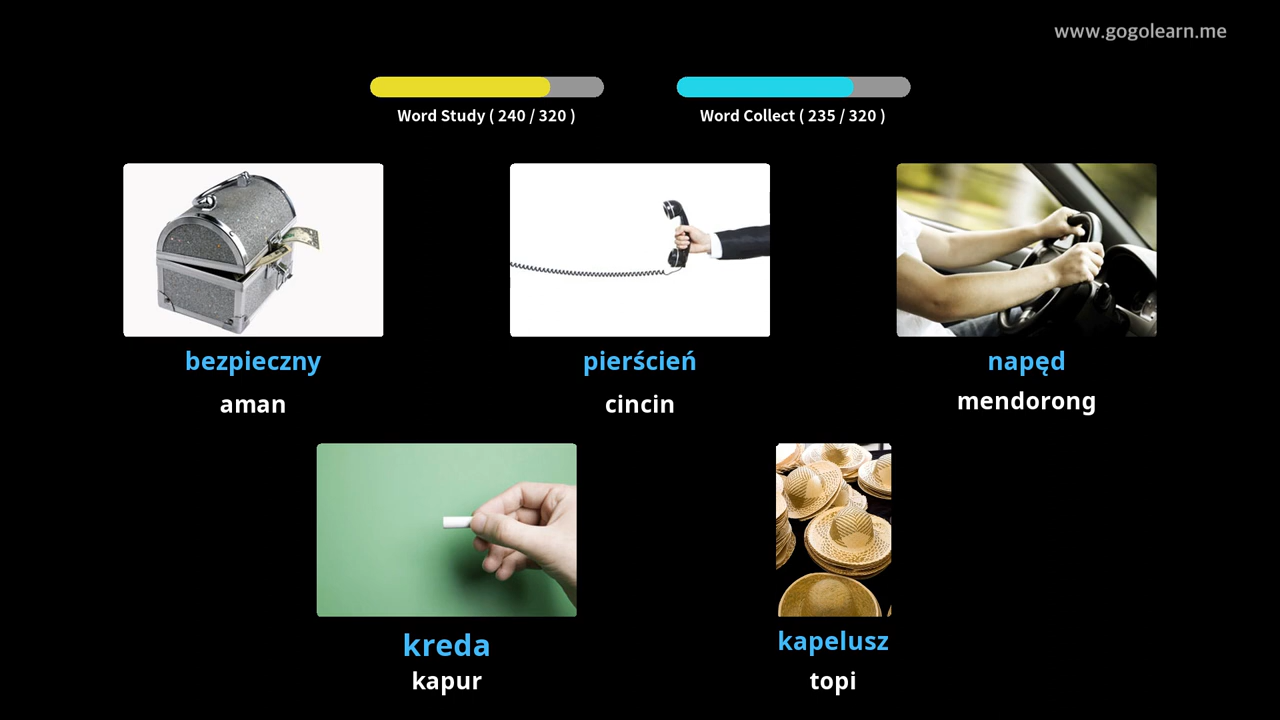 www.gogolearn.me
Word Study ( 240 / 320 )
Word Collect ( 235 / 320 )
bezpieczny
aman
pierścień
cincin
napęd
mendorong
kreda
kapur
kapelusz
topi